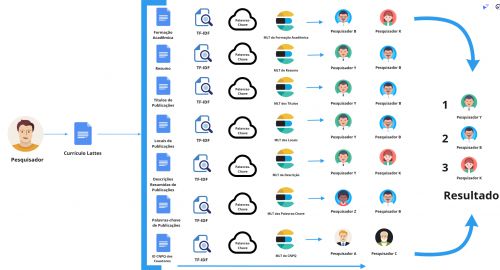 Pesquisador
Currículo Lattes
Formação
Acadêmica
TF-IDF
Palavras
Chave
MLT da Formação Acadêmica
Pesquisador B
Pesquisador K
Resumo
TF-IDF
Palavras
Chave
MLT do Resumo
Pesquisador Y
Pesquisador B
Títulos de
Publicações
TF-IDF
Palavras
Chave
MLT dos Títulos
Pesquisador Y
Pesquisador B
Locais de
Publicações
TF-IDF
Palavras
Chave
MLT dos Locais
Pesquisador Y
Pesquisador B
Descrições
Resumidas de
Publicações
TF-IDF
Palavras
Chave
MLT da Descrição
Pesquisador Y
Pesquisador K
Palavras-chave
de Publicações
TF-IDF
Palavras
Chave
MLT das Palavras Chave
Pesquisador Z
Pesquisador B
ID CNPQ dos
TF-IDF
Palavras
Chave
MLT do CNPQ
Pesquisador A
Pesquisador C
1
Pesquisador Y
2
Pesquisador B
3
Pesquisador K
Resultado